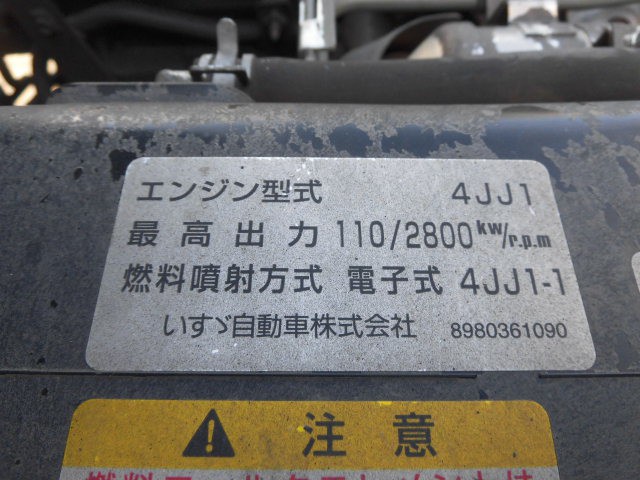 エンジン型式 4JJ1
最高出力 110/2800 kw/r.p.m
燃料噴射方式 電子式 4JJ1-1
いすゞ自動車株式会社 8980361090
注意